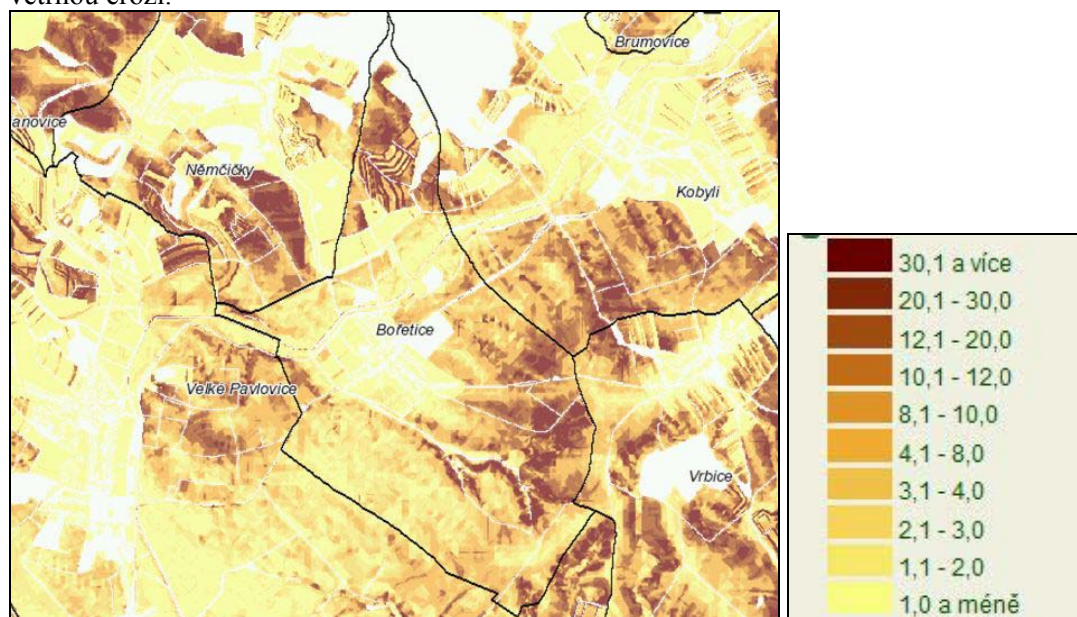 větrnou erozi.
Brumovice
anovice
Němčičky
Kobylí
Bořetice
Velké Pavlovice
Vrbice
30,1 a více
20,1 - 30,0
12,1 - 20,0
10,1 - 12,0
8,1 - 10,0
4,1 - 8,0
3,1 - 4,0
2,1 - 3,0
1,1 - 2,0
1,0 a méně